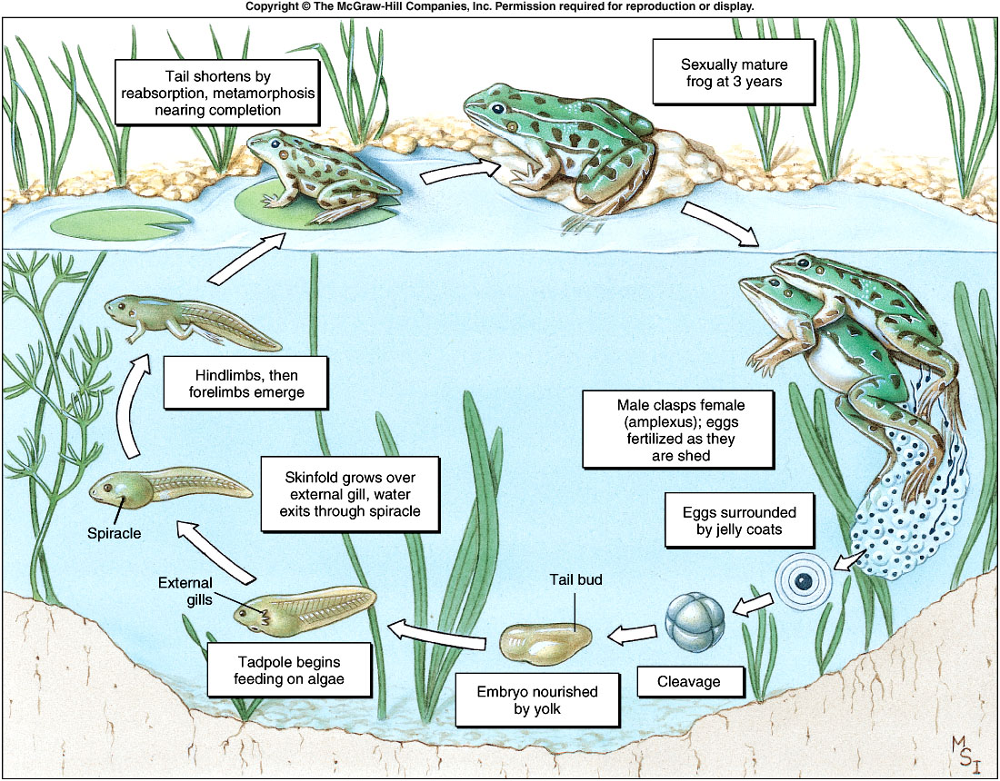 Copyright © The McGraw-Hill Companies, Inc. Permission required for reproduction or display.
Tail shortens by
reabsorption, metamorphosis
nearing completion
Sexually mature
frog at 3 years
Male clasps female
(amplexus); eggs
fertilized as they
are shed
Eggs surrounded
by jelly coats
Cleavage
Tail bud
Embryo nourished
by yolk
External
gills
Tadpole begins
feeding on algae
Spiracle
Skinfold grows over
external gill, water
exits through spiracle
Hindlimbs, then
forelimbs emerge
MSI